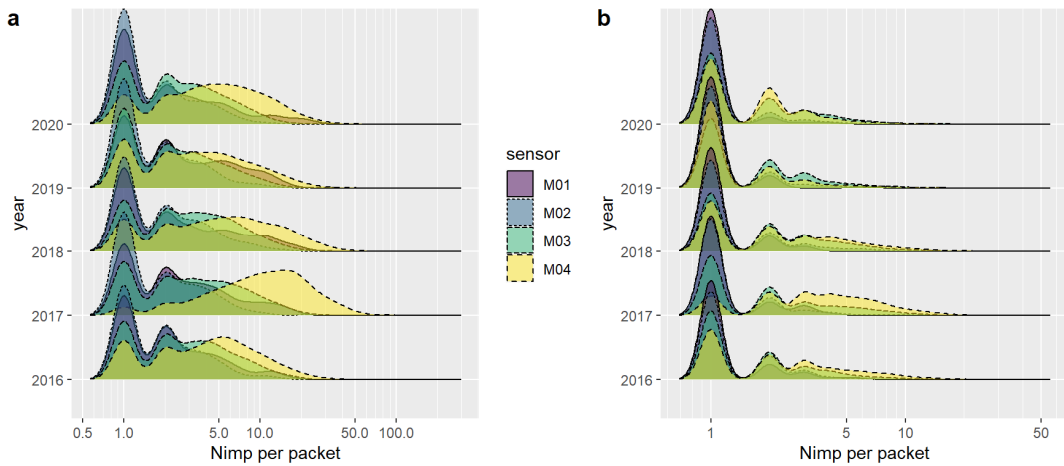 a
year
2020
2019
2018
2017
2016
0.5 1.0 5.0 10.0 50.0 100.0
Nimp per packet
sensor
M01
M02
M03
M04
b
year
2020
2019
2018
2017
2016
1 5 10 50
Nimp per packet